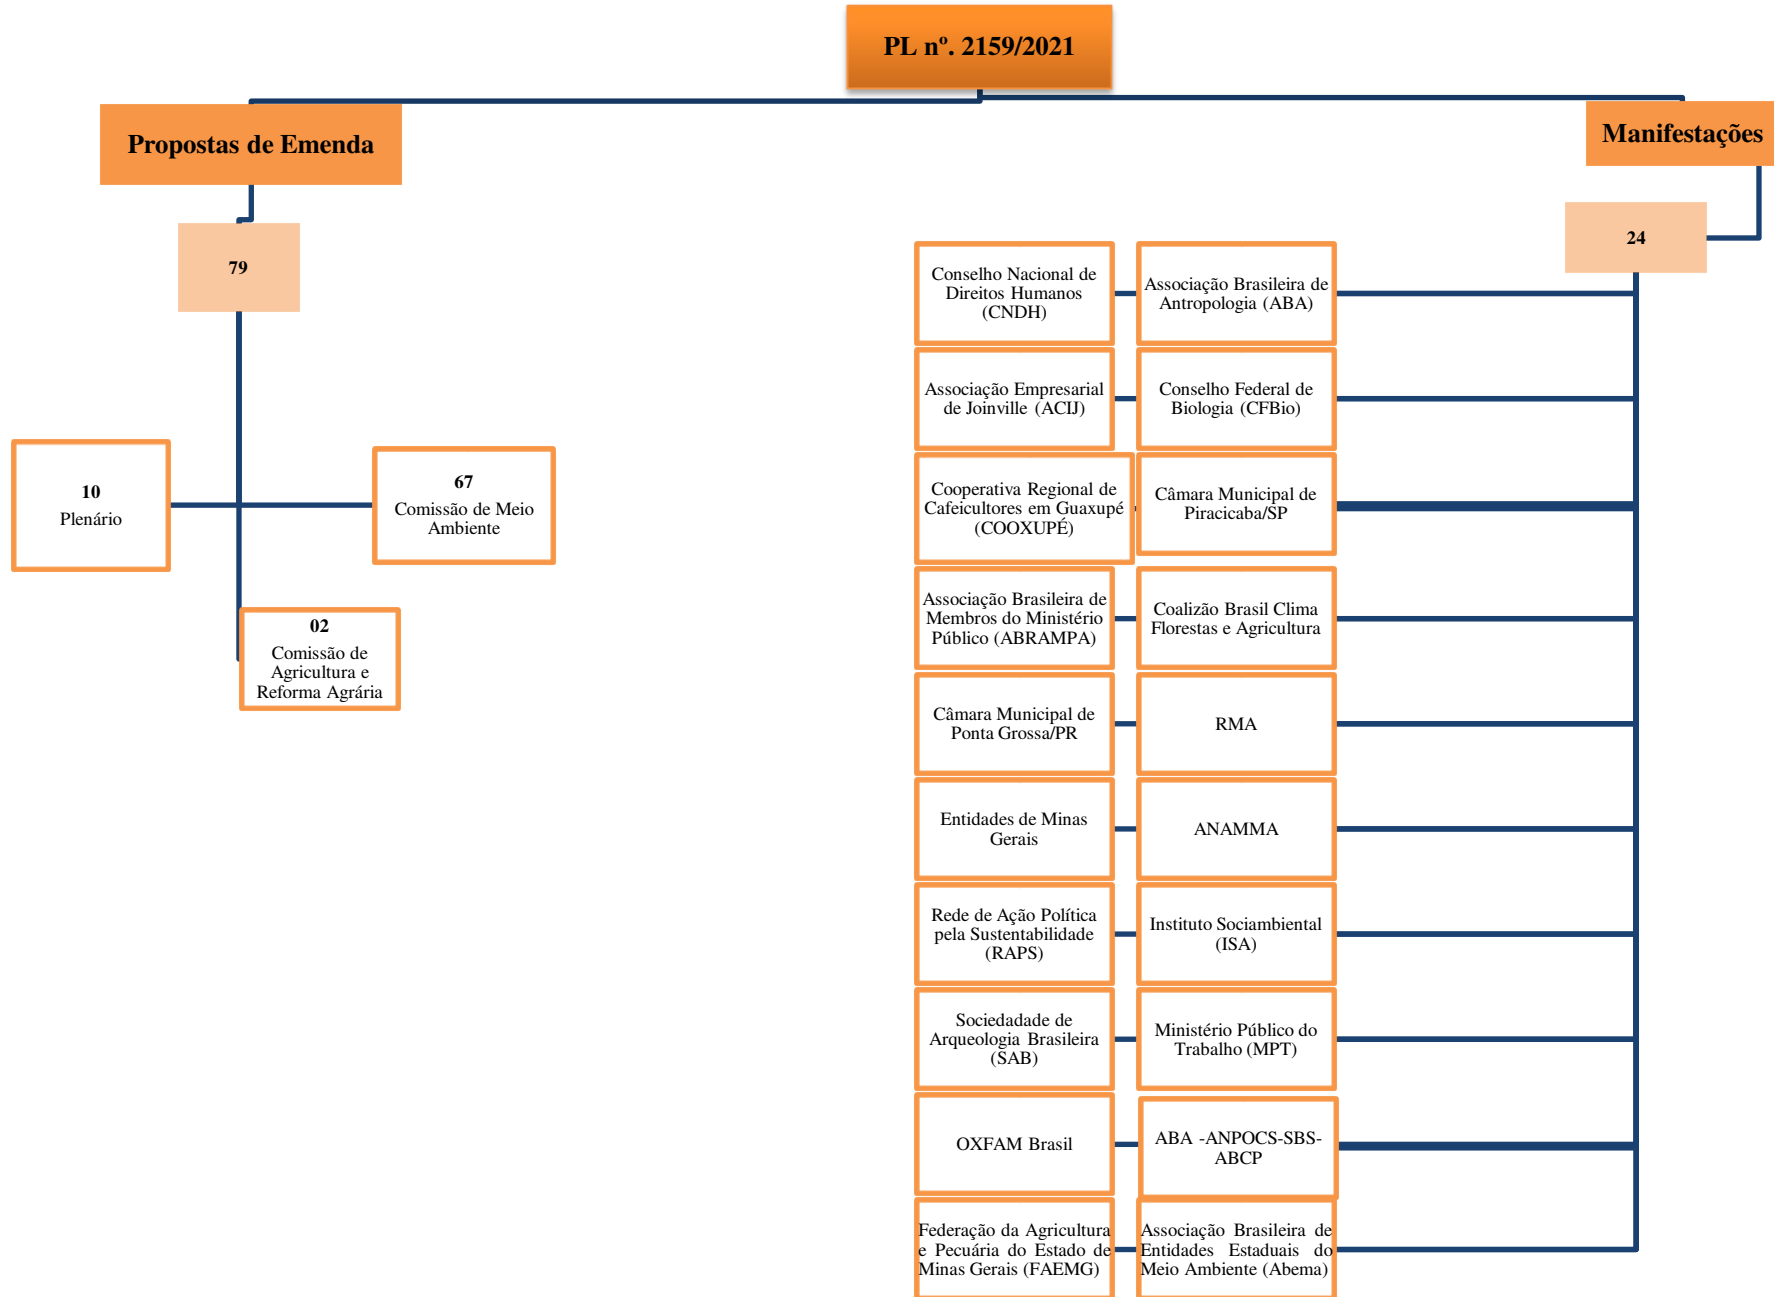 PL nº. 2159/2021
Propostas de Emenda
79
10
Plenário
67
Comissão de Meio
Ambiente
02
Comissão de
Agricultura e
Reforma Agrária
Manifestações
24
Conselho Nacional de
Direitos Humanos
(CNDH)
Associação Brasileira de
Antropologia (ABA)
Associação Empresarial
de Joinville (ACIJ)
Conselho Federal de
Biologia (CFBio)
Cooperativa Regional de
Cafeicultores em Guaxupé
(COOXUPÉ)
Câmara Municipal de
Piracicaba/SP
Associação Brasileira de
Membros do Ministério
Público (ABRAMPA)
Coalizão Brasil Clima
Florestas e Agricultura
Câmara Municipal de
Ponta Grossa/PR
RMA
Entidades de Minas
Gerais
ANAMMA
Rede de Ação Política
pela Sustentabilidade
(RAPS)
Instituto Sociambiental
(ISA)
Sociedadade de
Arqueologia Brasileira
(SAB)
Ministério Público do
Trabalho (MPT)
OXFAM Brasil
ABA -ANPOCS-SBS-
ABCP
Federação da Agricultura
e Pecuária do Estado de
Minas Gerais (FAEMG)
Associação Brasileira de
Entidades Estaduais do
Meio Ambiente (Abema)